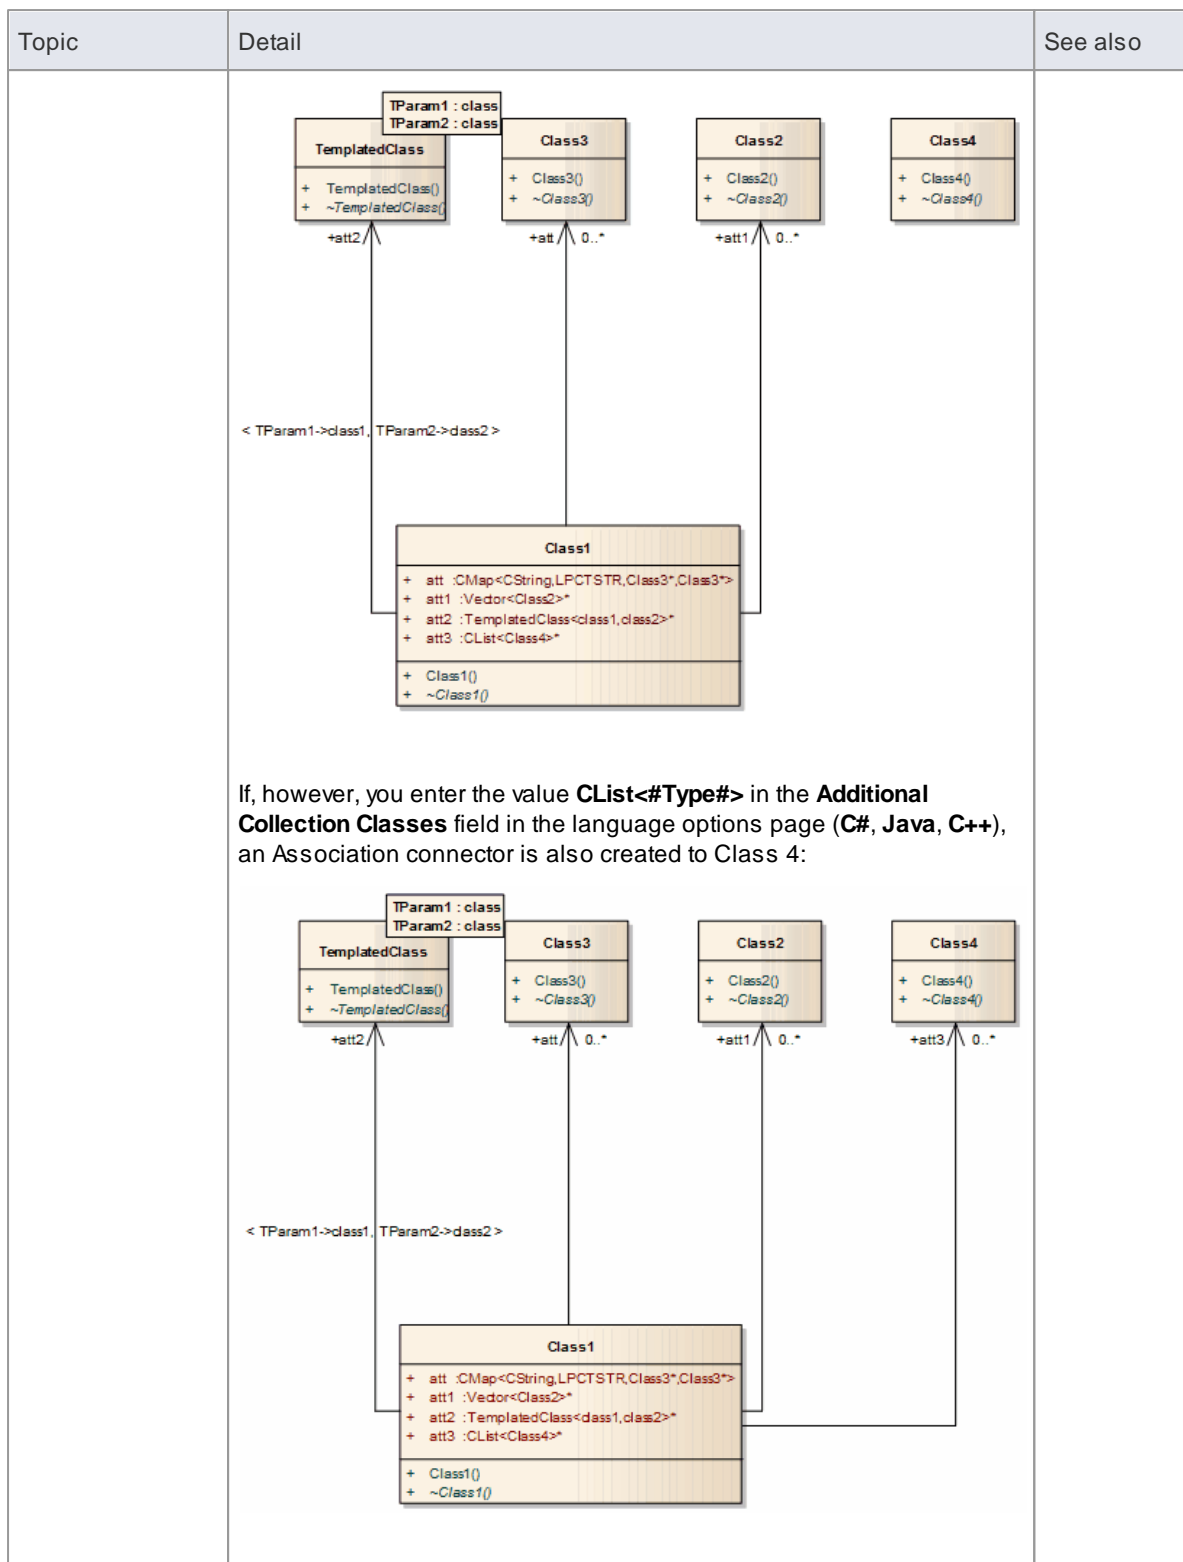 Topic Detail See also
TParam1 : class
TParam2 : class
TemplatedClass
+ TemplatedClass()
+ ~TemplatedClass()
Class3
+ Class3()
+ ~Class3()
Class2
+ Class2()
+ ~Class2()
Class4
+ Class4()
+ ~Class4()
+att2
+att 0..*
+att1 0..*
< TParam1->class1, TParam2->class2 >
Class1
+ att :CMap<CString,LPCTSTR,Class3*,Class3*>
+ att1 :Vector<Class2>*
+ att2 :TemplatedClass<class1,class2>*
+ att3 :CList<Class4>*
+ Class1()
+ ~Class1()
If, however, you enter the value CList<#Type#> in the Additional
Collection Classes field in the language options page (C#, Java, C++),
an Association connector is also created to Class 4:
TParam1 : class
TParam2 : class
TemplatedClass
+ TemplatedClass()
+ ~TemplatedClass()
Class3
+ Class3()
+ ~Class3()
Class2
+ Class2()
+ ~Class2()
Class4
+ Class4()
+ ~Class4()
+att2
+att 0..*
+att1 0..*
+att3 0..*
< TParam1->class1, TParam2->class2 >
Class1
+ att :CMap<CString,LPCTSTR,Class3*,Class3*>
+ att1 :Vector<Class2>*
+ att2 :TemplatedClass<class1,class2>*
+ att3 :CList<Class4>*
+ Class1()
+ ~Class1()